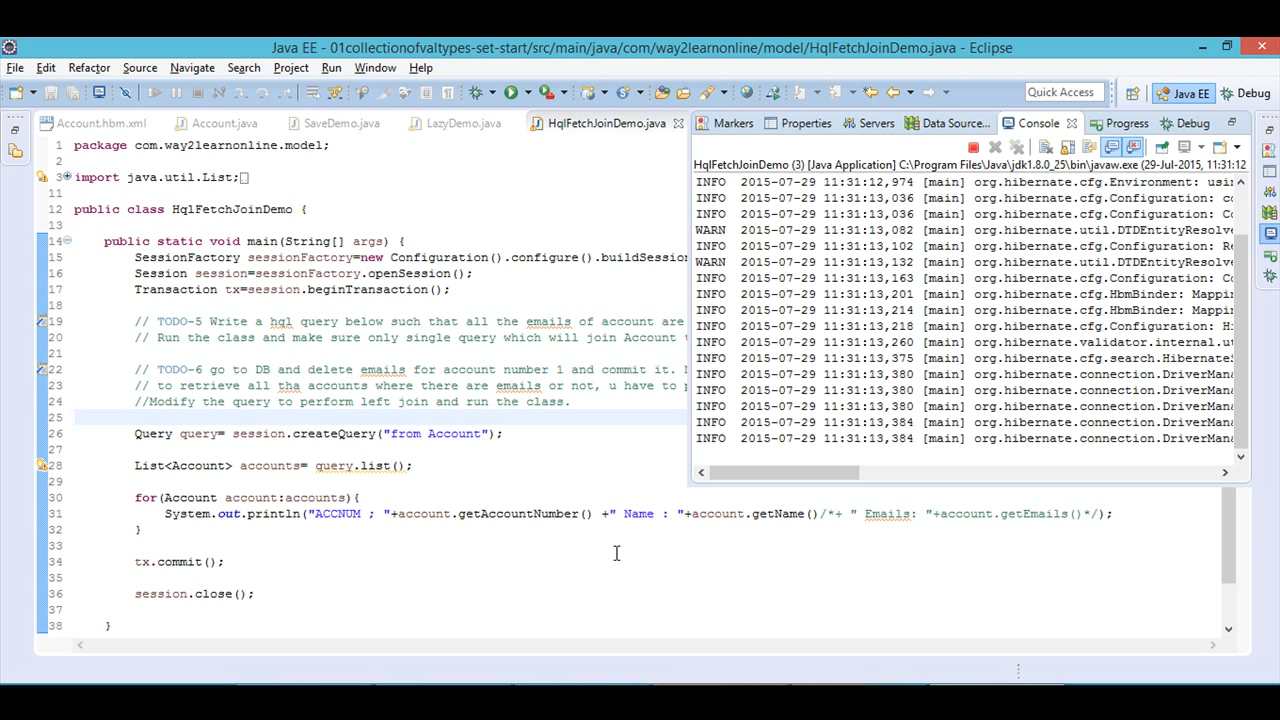 Java EE - 01collectionofvaltypes-set-start/src/main/java/com/way2learnonline/model/HqlFetchJoinDemo.java - Eclipse
File Edit Refactor Source Navigate Search Project Run Window Help
Quick Access Java EE Debug
Account.hbm.xml Account.java SaveDemo.java LazyDemo.java HqlFetchJoinDemo.java
Markers Properties Servers Data Source... Console Progress Debug
HqlFetchJoinDemo (3) [Java Application] C:\Program Files\Java\jdk1.8.0_25\bin\javaw.exe (29-Jul-2015, 11:31:12
INFO 2015-07-29 11:31:12,974 [main] org.hibernate.cfg.Environment: usin
INFO 2015-07-29 11:31:13,036 [main] org.hibernate.cfg.Configuration: co
INFO 2015-07-29 11:31:13,036 [main] org.hibernate.cfg.Configuration: Co
WARN 2015-07-29 11:31:13,082 [main] org.hibernate.util.DTDEntityResolve
INFO 2015-07-29 11:31:13,102 [main] org.hibernate.cfg.Configuration: Re
WARN 2015-07-29 11:31:13,132 [main] org.hibernate.util.DTDEntityResolve
INFO 2015-07-29 11:31:13,163 [main] org.hibernate.cfg.Configuration: Co
INFO 2015-07-29 11:31:13,201 [main] org.hibernate.cfg.HbmBinder: Mappin
INFO 2015-07-29 11:31:13,214 [main] org.hibernate.cfg.HbmBinder: Mappin
INFO 2015-07-29 11:31:13,218 [main] org.hibernate.cfg.Configuration: Hi
INFO 2015-07-29 11:31:13,260 [main] org.hibernate.validator.internal.ut
INFO 2015-07-29 11:31:13,375 [main] org.hibernate.cfg.search.HibernateS
INFO 2015-07-29 11:31:13,380 [main] org.hibernate.connection.DriverMana
INFO 2015-07-29 11:31:13,380 [main] org.hibernate.connection.DriverMana
INFO 2015-07-29 11:31:13,380 [main] org.hibernate.connection.DriverMana
INFO 2015-07-29 11:31:13,384 [main] org.hibernate.connection.DriverMana
INFO 2015-07-29 11:31:13,384 [main] org.hibernate.connection.DriverMana
1 package com.way2learnonline.model;
2
3 import java.util.List;
11
12 public class HqlFetchJoinDemo {
13
14 public static void main(String[] args) {
15 SessionFactory sessionFactory=new Configuration().configure().buildSession
16 Session session=sessionFactory.openSession();
17 Transaction tx=session.beginTransaction();
18
19 // TODO-5 Write a hql query below such that all the emails of account are
20 // Run the class and make sure only single query which will join Account
21
22 // TODO-6 go to DB and delete emails for account number 1 and commit it.
23 // to retrieve all tha accounts where there are emails or not, u have to
24 //Modify the query to perform left join and run the class.
25
26 Query query= session.createQuery("from Account");
27
28 List<Account> accounts= query.list();
29
30 for(Account account:accounts){
31 System.out.println("ACCNUM ; "+account.getAccountNumber() +" Name : "+account.getName()/*+ " Emails: "+account.getEmails()*/);
32 }
33
34 tx.commit();
35
36 session.close();
37
38 }